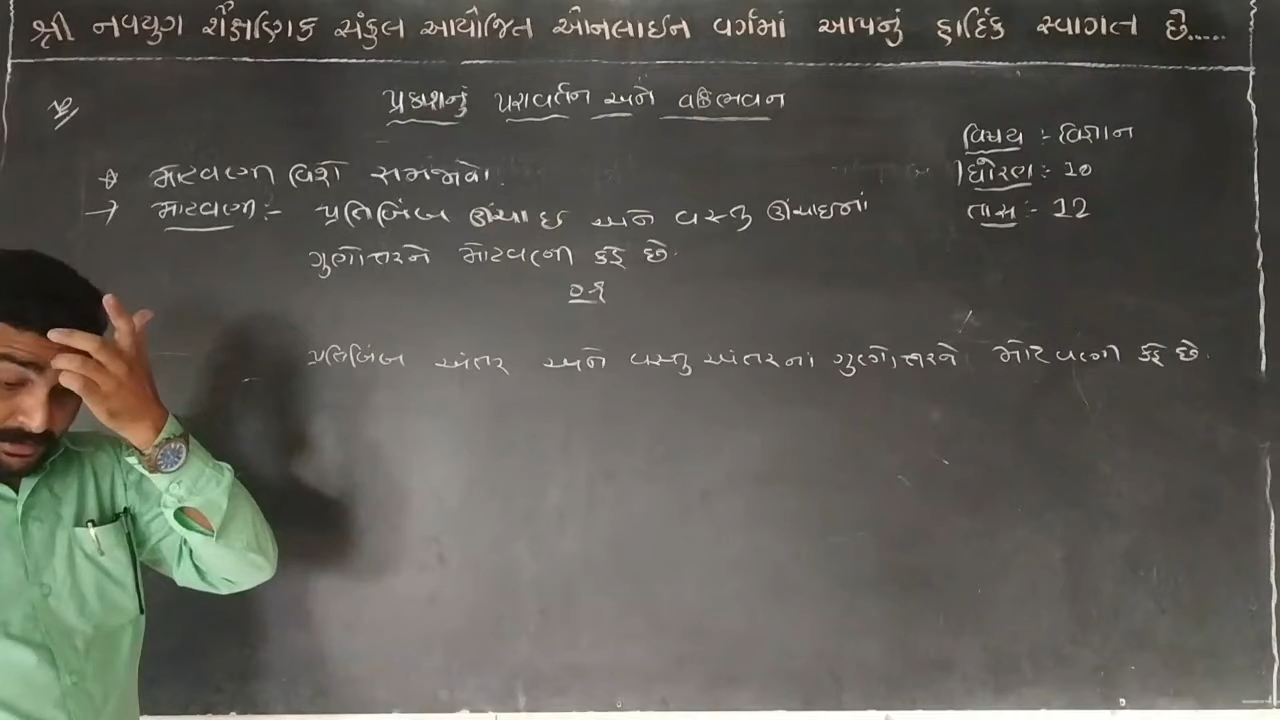 શ્રી નવયુગ શૈક્ષણિક સંકુલ આયોજિત ઓનલાઇન વર્ગમાં આપનું હાર્દિક સ્વાગત છે.....
પ્રકાશનું પરાવર્તન અને વક્રિભવન
વિષય :- વિજ્ઞાન
ધોરણ :- 10
તાસ :- 12
* મોટવણી વિશે સમજાવો.
→ મોટવણી :- પ્રતિબિંબ ઊંચાઇ અને વસ્તુ ઊંચાઇનાં
ગુણોત્તરને મોટવણી કહે છે.
પ્રતિબિંબ અંતર અને વસ્તુ અંતરનાં ગુણોત્તરને મોટવણી કહે છે.